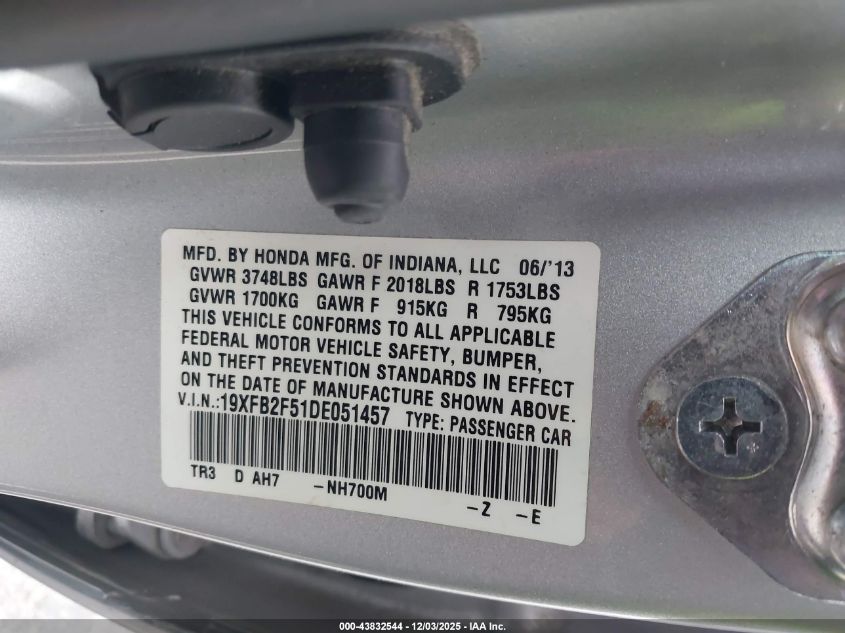 MFD. BY HONDA MFG. OF INDIANA, LLC 06/'13
GVWR 3748LBS GAWR F 2018LBS R 1753LBS
GVWR 1700KG GAWR F 915KG R 795KG
THIS VEHICLE CONFORMS TO ALL APPLICABLE
FEDERAL MOTOR VEHICLE SAFETY, BUMPER,
AND THEFT PREVENTION STANDARDS IN EFFECT
ON THE DATE OF MANUFACTURE SHOWN ABOVE.
V.I.N.:19XFB2F51DE051457 TYPE: PASSENGER CAR
TR3 D AH7 -NH700M -Z -E
000-43832544 - 12/03/2025 - IAA Inc.